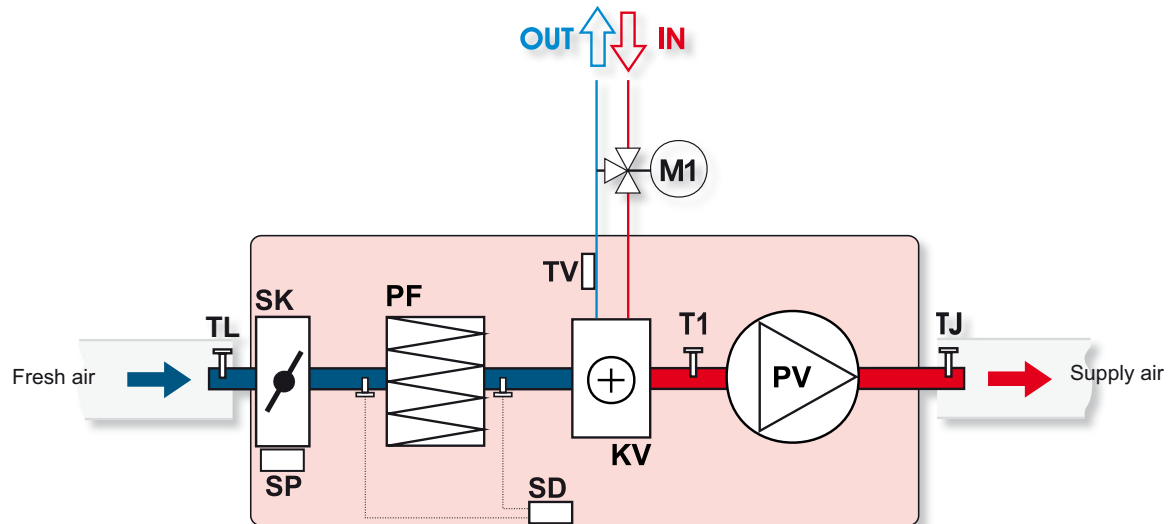 OUT IN
M1
TV
SK PF
TL T1 TJ
Fresh air PV Supply air
KV
SP SD